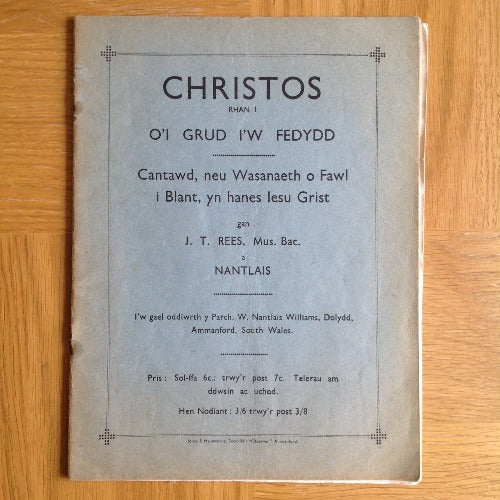 CHRISTOS
RHAN I
O'I GRUD I'W FEDYDD
Cantawd, neu Wasanaeth o Fawl
i Blant, yn hanes Iesu Grist
gan
J. T. REES, Mus. Bac.
a
NANTLAIS
I'w gael oddiwrth y Parch. W. Nantlais Williams, Dolydd,
Ammanford, South Wales.
Pris: Sol-ffa 6c.: trwy'r post 7c. Telerau am
ddwsin ac uchod.
Hen Nodiant: 3/6 trwy'r post 3/8
Ammanford.